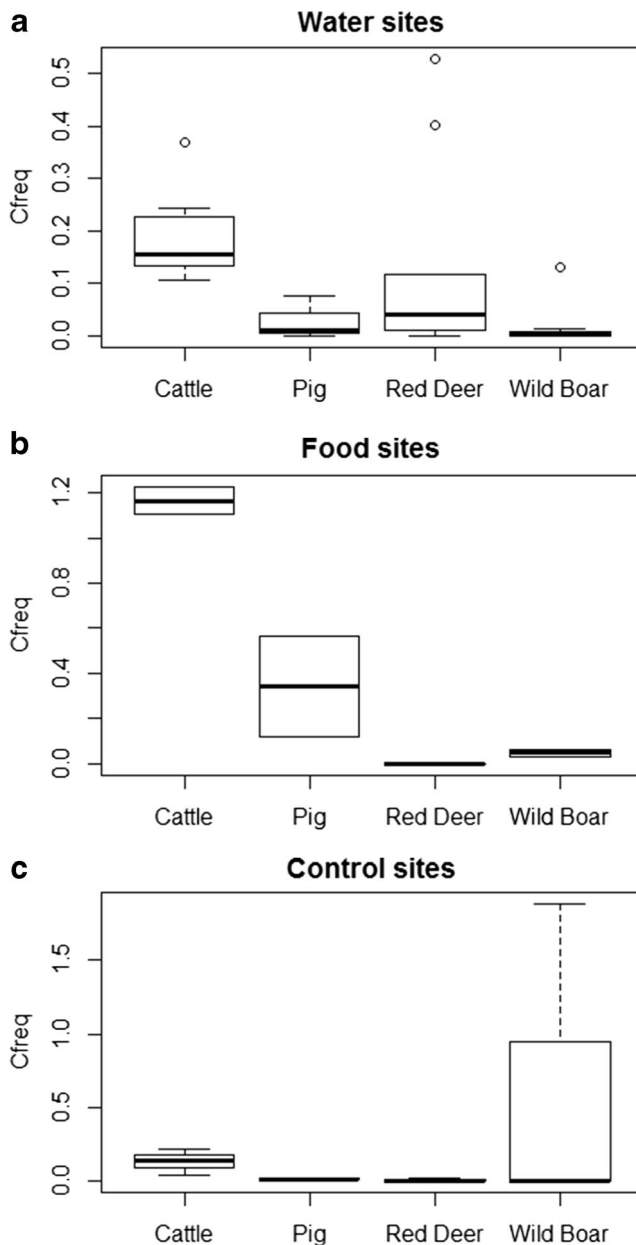 a
Water sites
Cfreq
0.5
0.4
0.3
0.2
0.1
0.0
Cattle Pig Red Deer Wild Boar
b
Food sites
Cfreq
1.2
0.8
0.4
0.0
Cattle Pig Red Deer Wild Boar
c
Control sites
Cfreq
1.5
1.0
0.5
0.0
Cattle Pig Red Deer Wild Boar